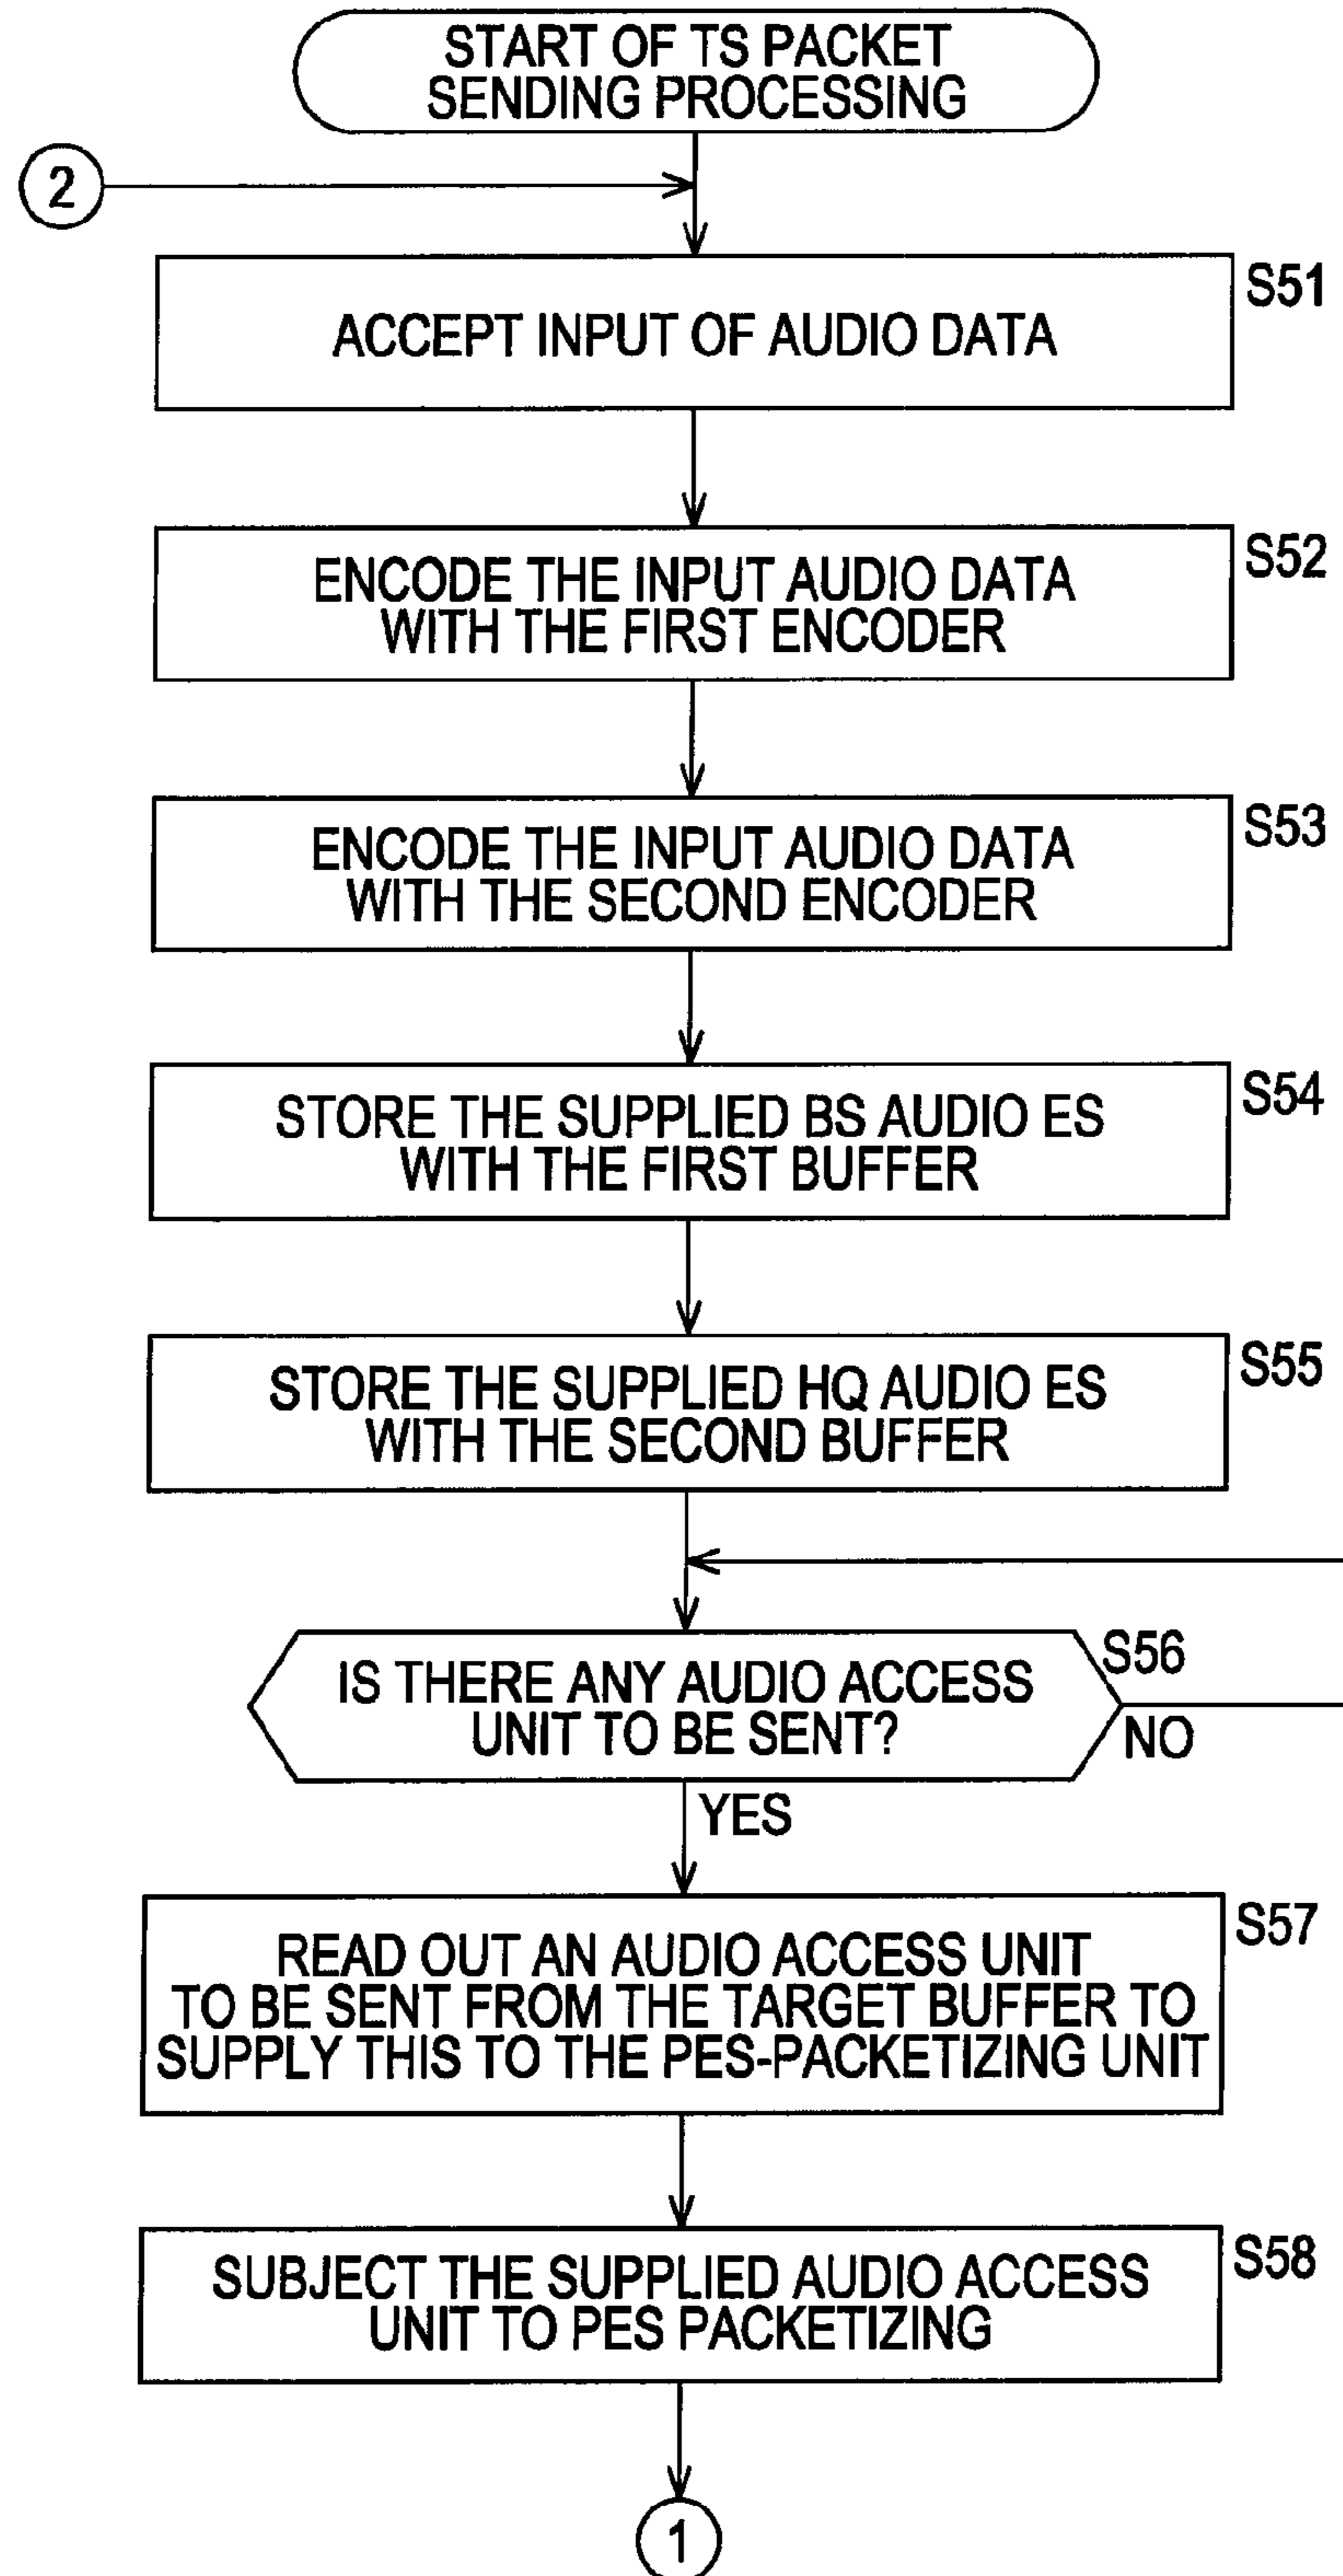 START OF TS PACKET
SENDING PROCESSING
2
S51
ACCEPT INPUT OF AUDIO DATA
S52
ENCODE THE INPUT AUDIO DATA
WITH THE FIRST ENCODER
S53
ENCODE THE INPUT AUDIO DATA
WITH THE SECOND ENCODER
S54
STORE THE SUPPLIED BS AUDIO ES
WITH THE FIRST BUFFER
S55
STORE THE SUPPLIED HQ AUDIO ES
WITH THE SECOND BUFFER
S56
IS THERE ANY AUDIO ACCESS
UNIT TO BE SENT?
NO
YES
S57
READ OUT AN AUDIO ACCESS UNIT
TO BE SENT FROM THE TARGET BUFFER TO
SUPPLY THIS TO THE PES-PACKETIZING UNIT
S58
SUBJECT THE SUPPLIED AUDIO ACCESS
UNIT TO PES PACKETIZING
1